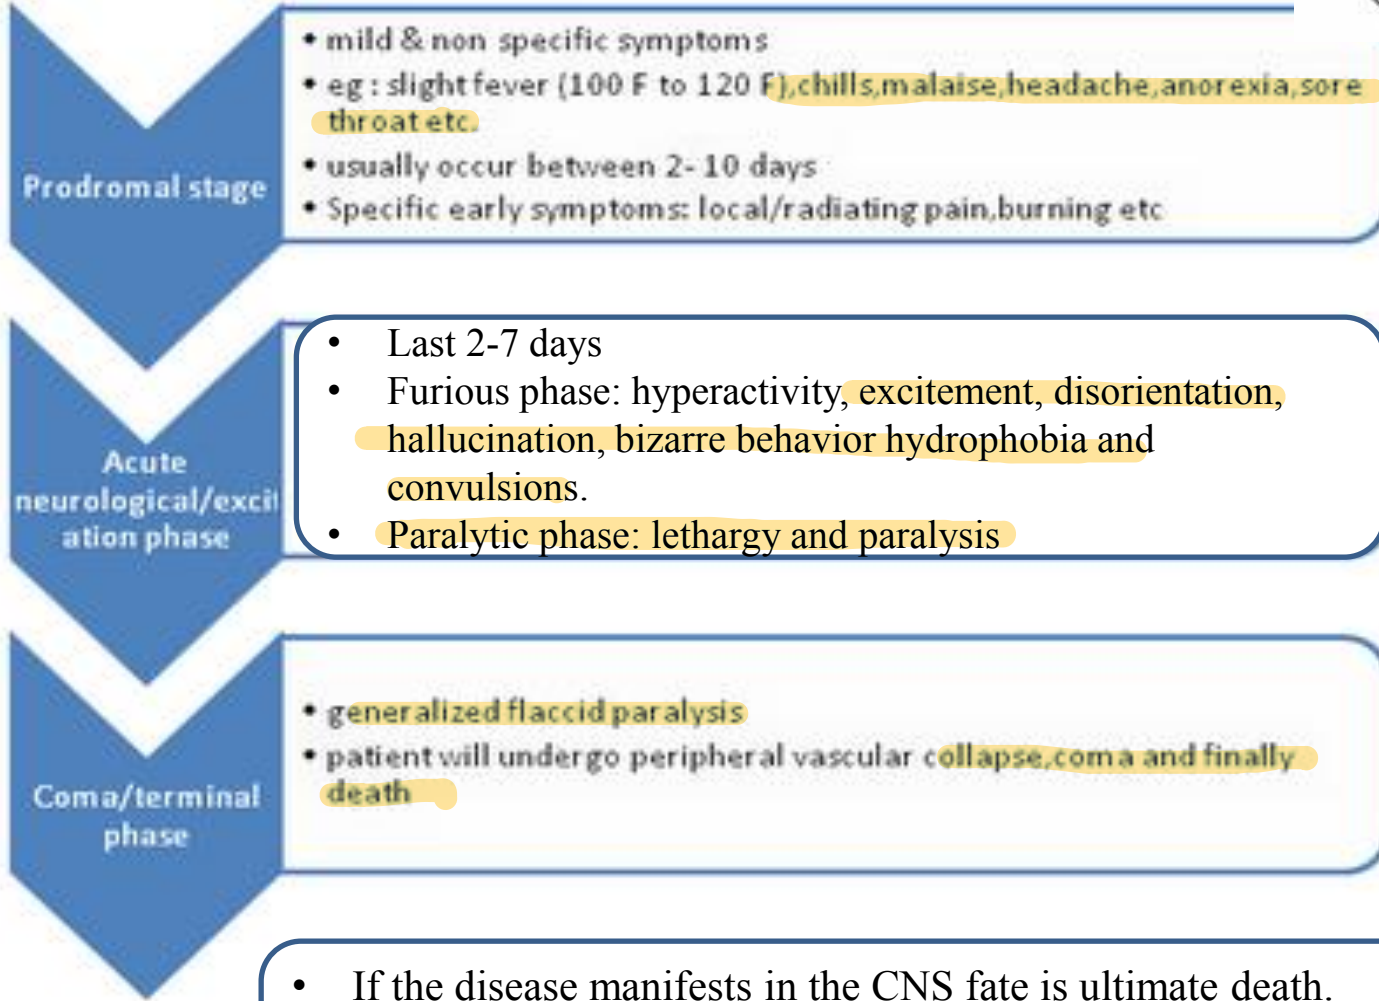 • mild & non specific symptoms
• eg : slight fever (100 F to 120 F),chills,malaise,headache,anorexia,sore
throat etc.
• usually occur between 2- 10 days
• Specific early symptoms: local/radiating pain,burning etc
Prodromal stage
• Last 2-7 days
• Furious phase: hyperactivity, excitement, disorientation,
hallucination, bizarre behavior hydrophobia and
convulsions.
• Paralytic phase: lethargy and paralysis
Acute
neurological/excit
ation phase
• generalized flaccid paralysis
• patient will undergo peripheral vascular collapse,coma and finally
death
Coma/terminal
phase
• If the disease manifests in the CNS fate is ultimate death.